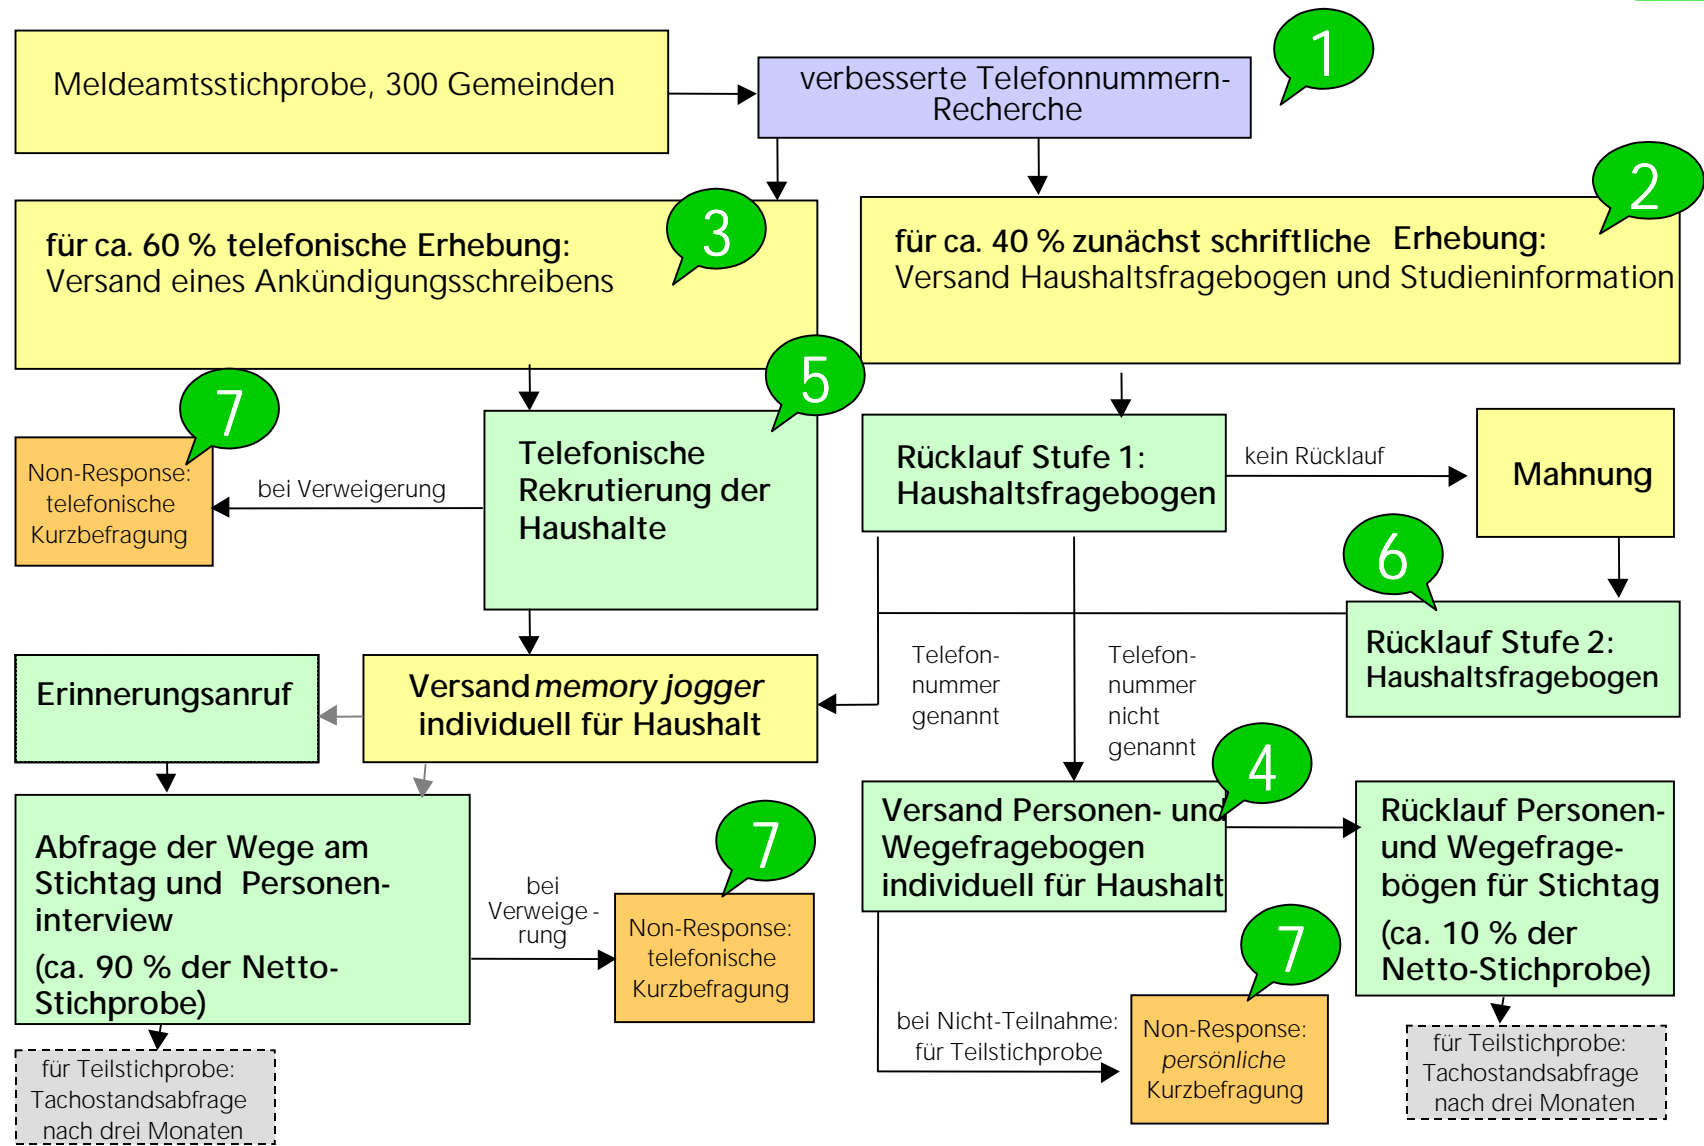 Meldeamtsstichprobe, 300 Gemeinden
verbesserte Telefonnummern-
Recherche
1
2
3
für ca. 60 % telefonische Erhebung:
Versand eines Ankündigungsschreibens
für ca. 40 % zunächst schriftliche Erhebung:
Versand Haushaltsfragebogen und Studieninformation
7
5
Non-Response:
telefonische
Kurzbefragung
bei Verweigerung
Telefonische
Rekrutierung der
Haushalte
Rücklauf Stufe 1:
Haushaltsfragebogen
kein Rücklauf
Mahnung
6
Rücklauf Stufe 2:
Haushaltsfragebogen
Erinnerungsanruf
Versand memory jogger
individuell für Haushalt
Telefon-
nummer
genannt
Telefon-
nummer
nicht
genannt
4
Abfrage der Wege am
Stichtag und Personen-
interview
(ca. 90 % der Netto-
Stichprobe)
bei
Verweige -
rung
7
Non-Response:
telefonische
Kurzbefragung
Versand Personen- und
Wegefragebogen
individuell für Haushalt
Rücklauf Personen-
und Wegefrage-
bögen für Stichtag
(ca. 10 % der
Netto-Stichprobe)
7
bei Nicht-Teilnahme:
für Teilstichprobe
Non-Response:
persönliche
Kurzbefragung
für Teilstichprobe:
Tachostandsabfrage
nach drei Monaten
für Teilstichprobe:
Tachostandsabfrage
nach drei Monaten